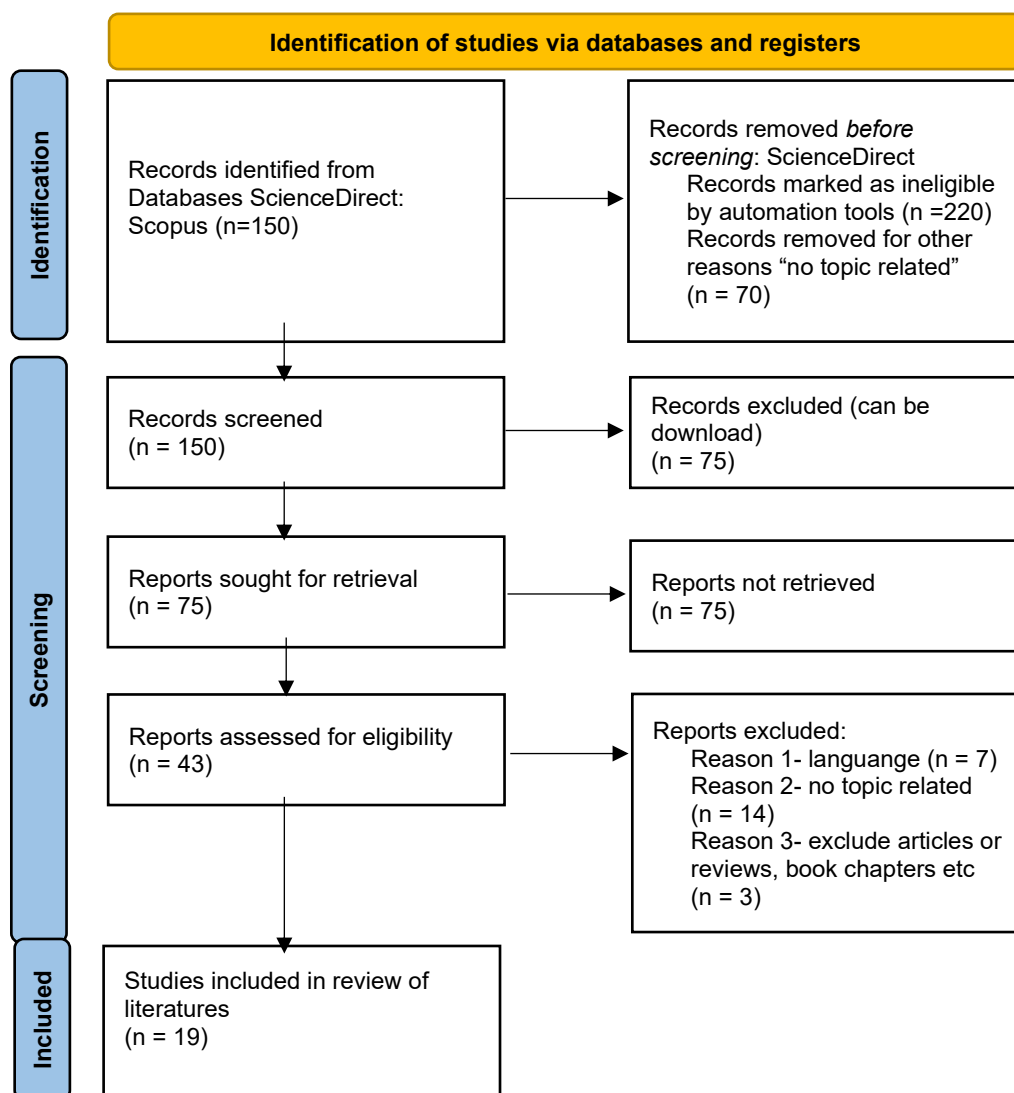 Identification of studies via databases and registers
Identification
Records identified from
Databases ScienceDirect:
Scopus (n=150)
Records removed before
screening: ScienceDirect
Records marked as ineligible
by automation tools (n =220)
Records removed for other
reasons “no topic related”
(n = 70)
Screening
Records screened
(n = 150)
Records excluded (can be
download)
(n = 75)
Reports sought for retrieval
(n = 75)
Reports not retrieved
(n = 75)
Reports assessed for eligibility
(n = 43)
Reports excluded:
Reason 1- languange (n = 7)
Reason 2- no topic related
(n = 14)
Reason 3- exclude articles or
reviews, book chapters etc
(n = 3)
Included
Studies included in review of
literatures
(n = 19)